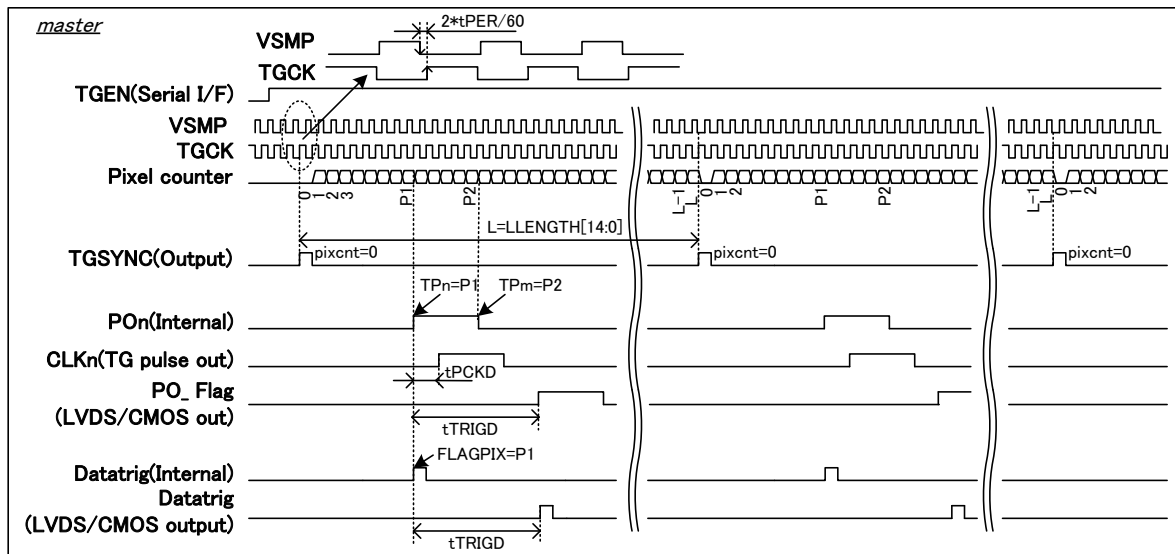 master
2*tPER/60
VSMP
TGCK
TGEN(Serial I/F)
VSMP
TGCK
Pixel counter
0 1 2 3 P1 P2 L-1 L 0 1 2 P1 P2 L-1 L 0 1 2
L=LLENGTH[14:0]
TGSYNC(Output)
pixcnt=0 pixcnt=0 pixcnt=0
TPn=P1 TPm=P2
POn(Internal)
CLKn(TG pulse out)
tPCKD
PO_ Flag
(LVDS/CMOS out)
tTRIGD
FLAGPIX=P1
Datatrig(Internal)
Datatrig
(LVDS/CMOS output)
tTRIGD